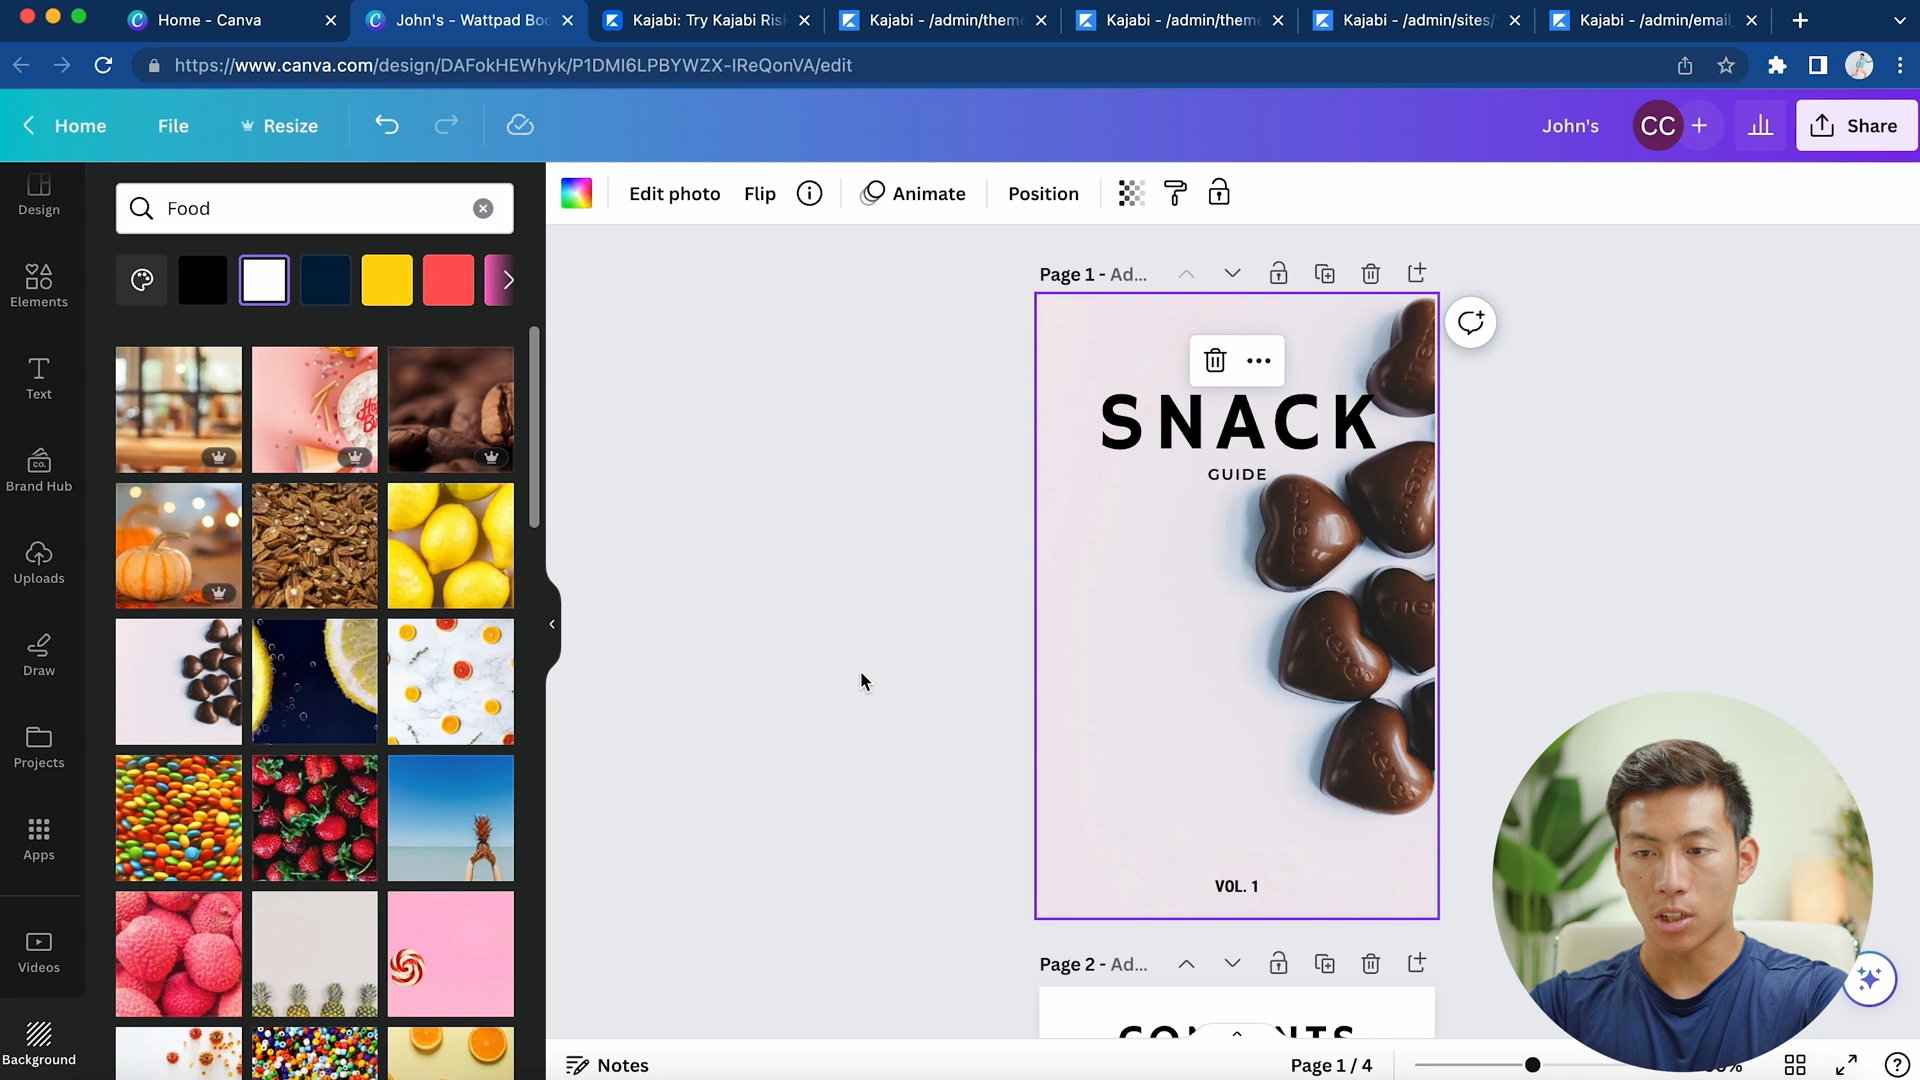 Home - Canva
John's - Wattpad Boo
Kajabi: Try Kajabi Ris
Kajabi - /admin/theme
Kajabi - /admin/theme
Kajabi - /admin/sites/
Kajabi - /admin/email
https://www.canva.com/design/DAFokHEWhyk/P1DMI6LPBYWZX-IReQonVA/edit
Home
File
Resize
John's
CC
Share
Design
Elements
Text
Brand Hub
Uploads
Draw
Projects
Apps
Videos
Background
Food
Edit photo
Flip
Animate
Position
Page 1 - Ad...
SNACK
GUIDE
VOL. 1
Page 2 - Ad...
Notes
Page 1 / 4